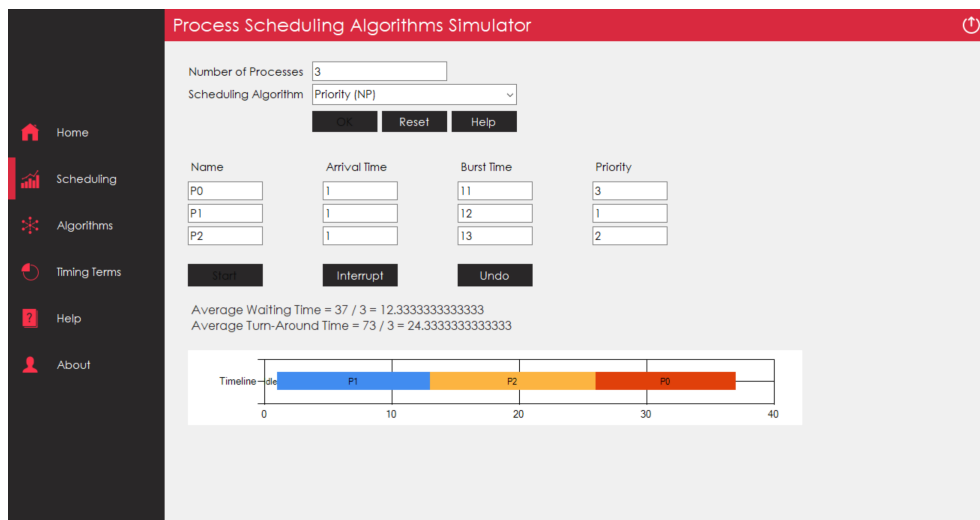 Process Scheduling Algorithms Simulator
Number of Processes 3
Scheduling Algorithm Priority (NP)
OK Reset Help
Home
Scheduling
Algorithms
Timing Terms
Help
About
Name Arrival Time Burst Time Priority
P0 1 11 3
P1 1 12 1
P2 1 13 2
Start Interrupt Undo
Average Waiting Time = 37 / 3 = 12.3333333333333
Average Turn-Around Time = 73 / 3 = 24.3333333333333
Timeline dle P1 P2 P0
0 10 20 30 40